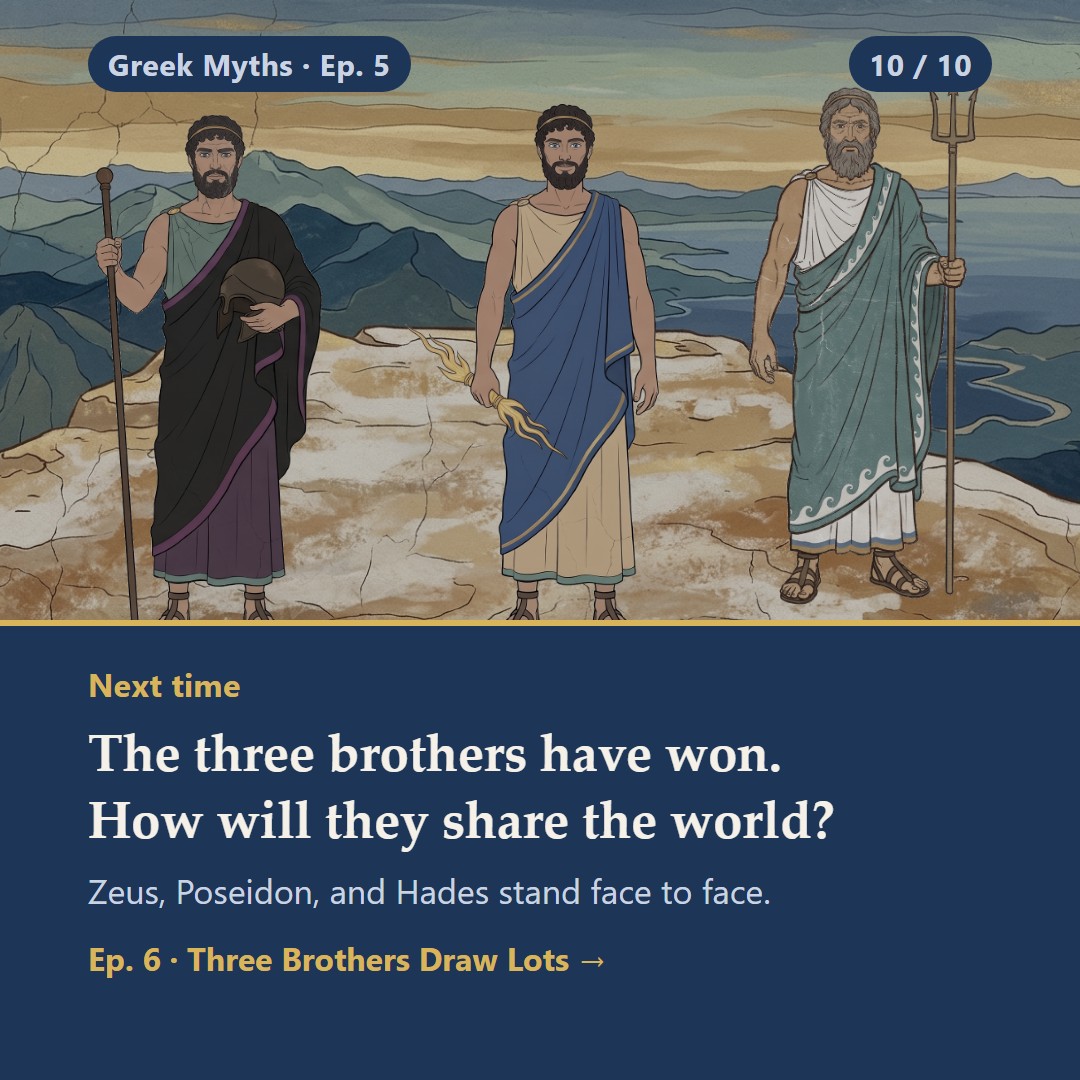 Greek Myths · Ep. 5
10 / 10
Next time
The three brothers have won.
How will they share the world?
Zeus, Poseidon, and Hades stand face to face.
Ep. 6 · Three Brothers Draw Lots →